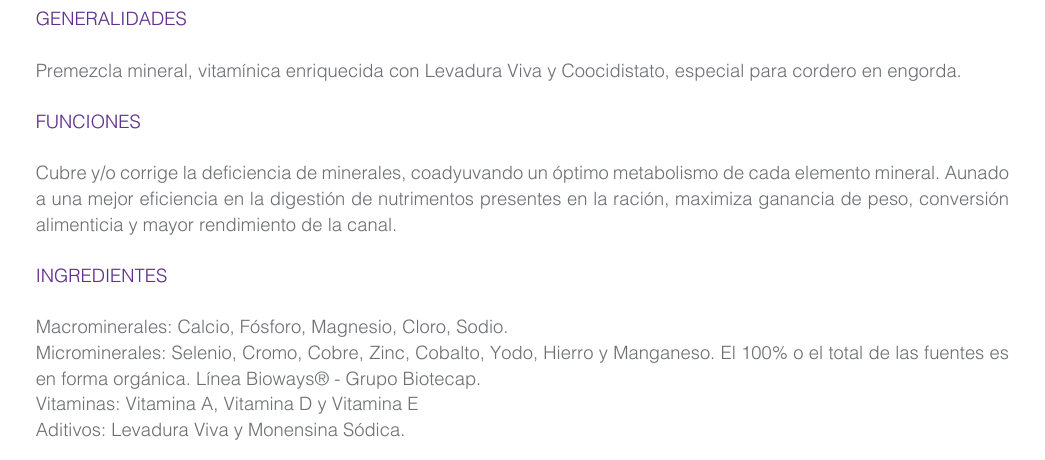 GENERALIDADES
Premezcla mineral, vitamínica enriquecida con Levadura Viva y Coocidistato, especial para cordero en engorda.
FUNCIONES
Cubre y/o corrige la deficiencia de minerales, coadyuvando un óptimo metabolismo de cada elemento mineral. Aunado
a una mejor eficiencia en la digestión de nutrimentos presentes en la ración, maximiza ganancia de peso, conversión
alimenticia y mayor rendimiento de la canal.
INGREDIENTES
Macrominerales: Calcio, Fósforo, Magnesio, Cloro, Sodio.
Microminerales: Selenio, Cromo, Cobre, Zinc, Cobalto, Yodo, Hierro y Manganeso. El 100% o el total de las fuentes es
en forma orgánica. Línea Bioways® - Grupo Biotecap.
Vitaminas: Vitamina A, Vitamina D y Vitamina E
Aditivos: Levadura Viva y Monensina Sódica.